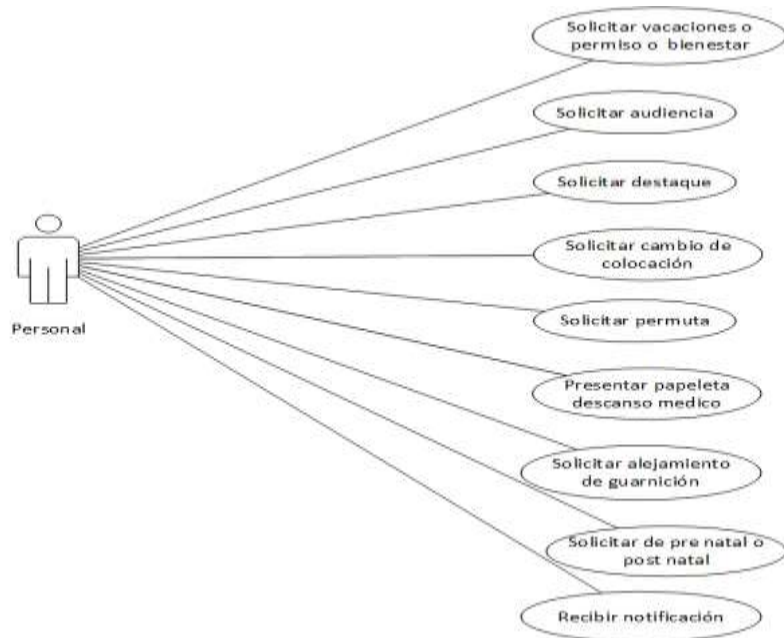 Solicitar vacaciones o
permiso o bienestar
Solicitar audiencia
Solicitar destaque
Solicitar cambio de
colocación
Personal
Solicitar permuta
Presentar papeleta
descanso medico
Solicitar alejamiento
de guarnición
Solicitar de pre natal o
post natal
Recibir notificación